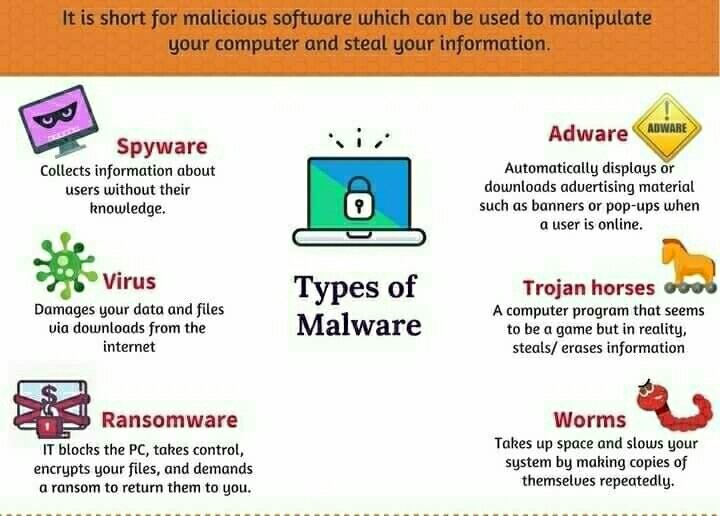 It is short for malicious software which can be used to manipulate
your computer and steal your information.
Spyware
Collects information about
users without their
knowledge.
Virus
Damages your data and files
via downloads from the
internet
$
Ransomware
IT blocks the PC, takes control,
encrypts your files, and demands
a ransom to return them to you.
Types of
Malware
!
ADWARE
Adware
Automatically displays or
downloads advertising material
such as banners or pop-ups when
a user is online.
Trojan horses
A computer program that seems
to be a game but in reality,
steals/ erases information
Worms
Takes up space and slows your
system by making copies of
themselves repeatedly.